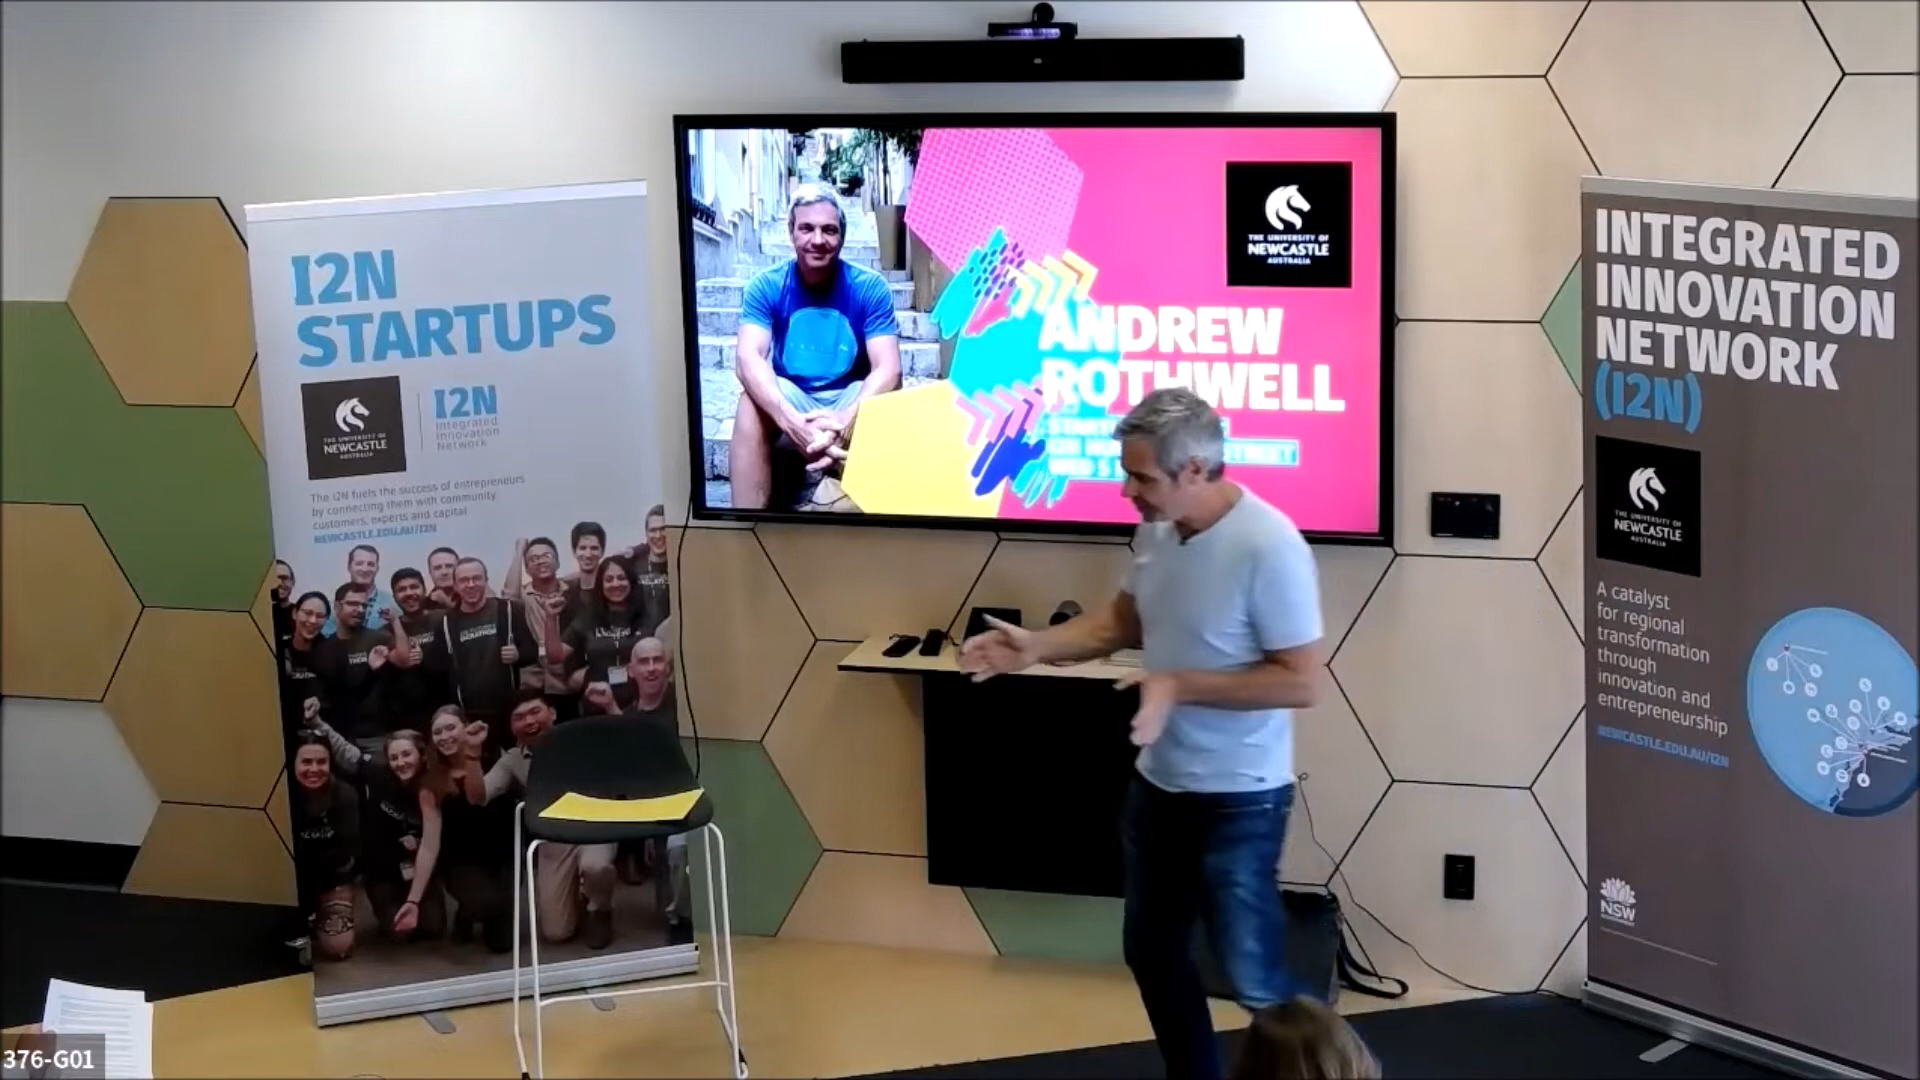 I2N
STARTUPS
THE UNIVERSITY OF
NEWCASTLE
AUSTRALIA
I2N
Integrated
Innovation
Network
The I2N fuels the success of entrepreneurs
by connecting them with community
customers, experts and capital
NEWCASTLE.EDU.AU/I2N
THE UNIVERSITY OF
NEWCASTLE
AUSTRALIA
ANDREW
ROTHWELL
INTEGRATED
INNOVATION
NETWORK
(I2N)
THE UNIVERSITY OF
NEWCASTLE
AUSTRALIA
A catalyst
for regional
transformation
through
innovation and
entrepreneurship
NEWCASTLE.EDU.AU/I2N
NSW
GOVERNMENT
376-G01